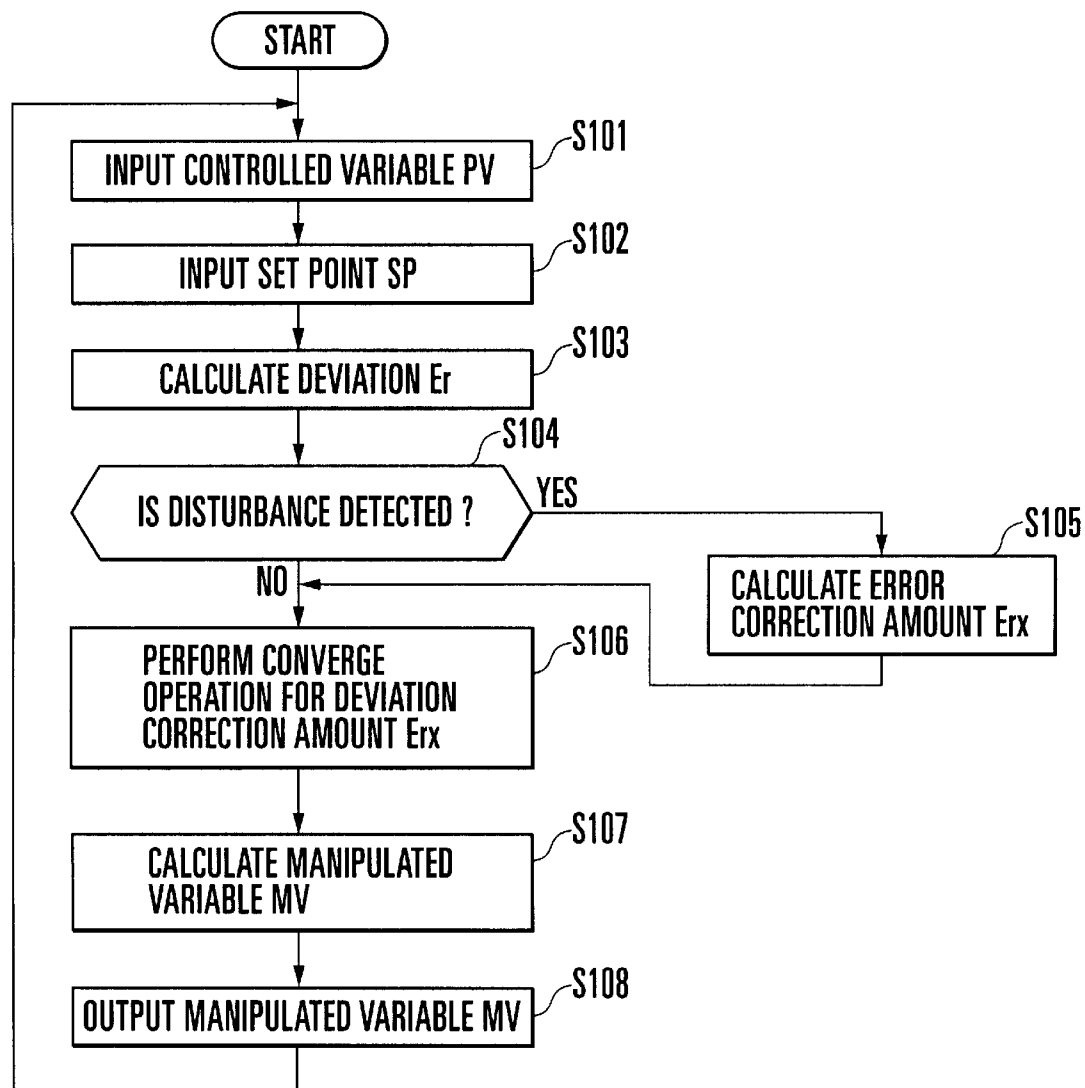 START
S101
INPUT CONTROLLED VARIABLE PV
S102
INPUT SET POINT SP
S103
CALCULATE DEVIATION Er
S104
IS DISTURBANCE DETECTED ?
YES
S105
CALCULATE ERROR
CORRECTION AMOUNT Erx
NO
S106
PERFORM CONVERGE
OPERATION FOR DEVIATION
CORRECTION AMOUNT Erx
S107
CALCULATE MANIPULATED
VARIABLE MV
S108
OUTPUT MANIPULATED VARIABLE MV